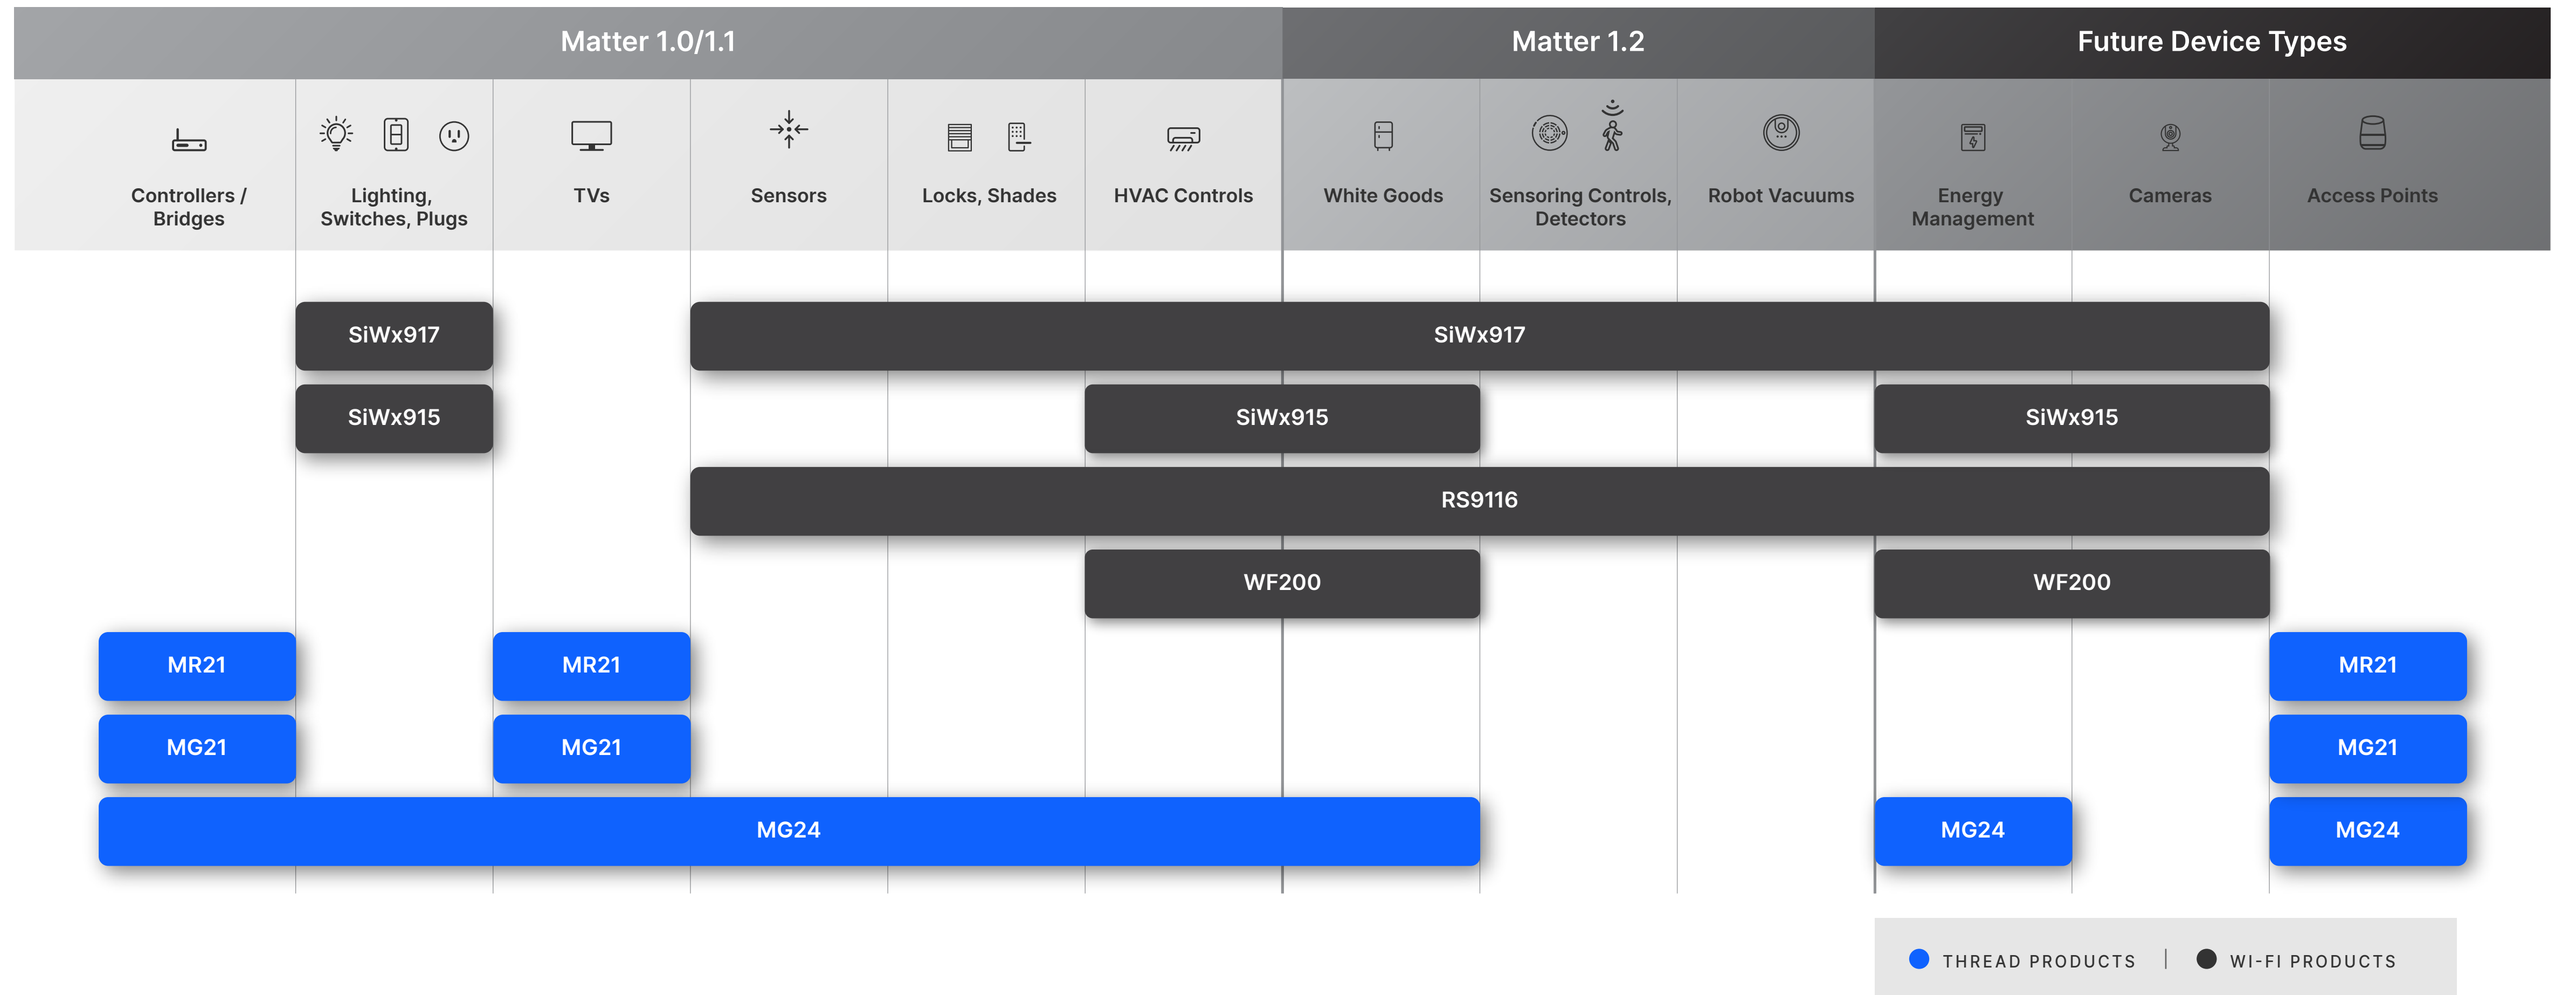 Matter 1.0/1.1
Matter 1.2
Future Device Types
Controllers /
Bridges
Lighting,
Switches, Plugs
TVs
Sensors
Locks, Shades
HVAC Controls
White Goods
Sensoring Controls,
Detectors
Robot Vacuums
Energy
Management
Cameras
Access Points
SiWx917
SiWx917
SiWx915
SiWx915
SiWx915
RS9116
WF200
WF200
MR21
MR21
MR21
MG21
MG21
MG21
MG24
MG24
MG24
THREAD PRODUCTS | WI-FI PRODUCTS